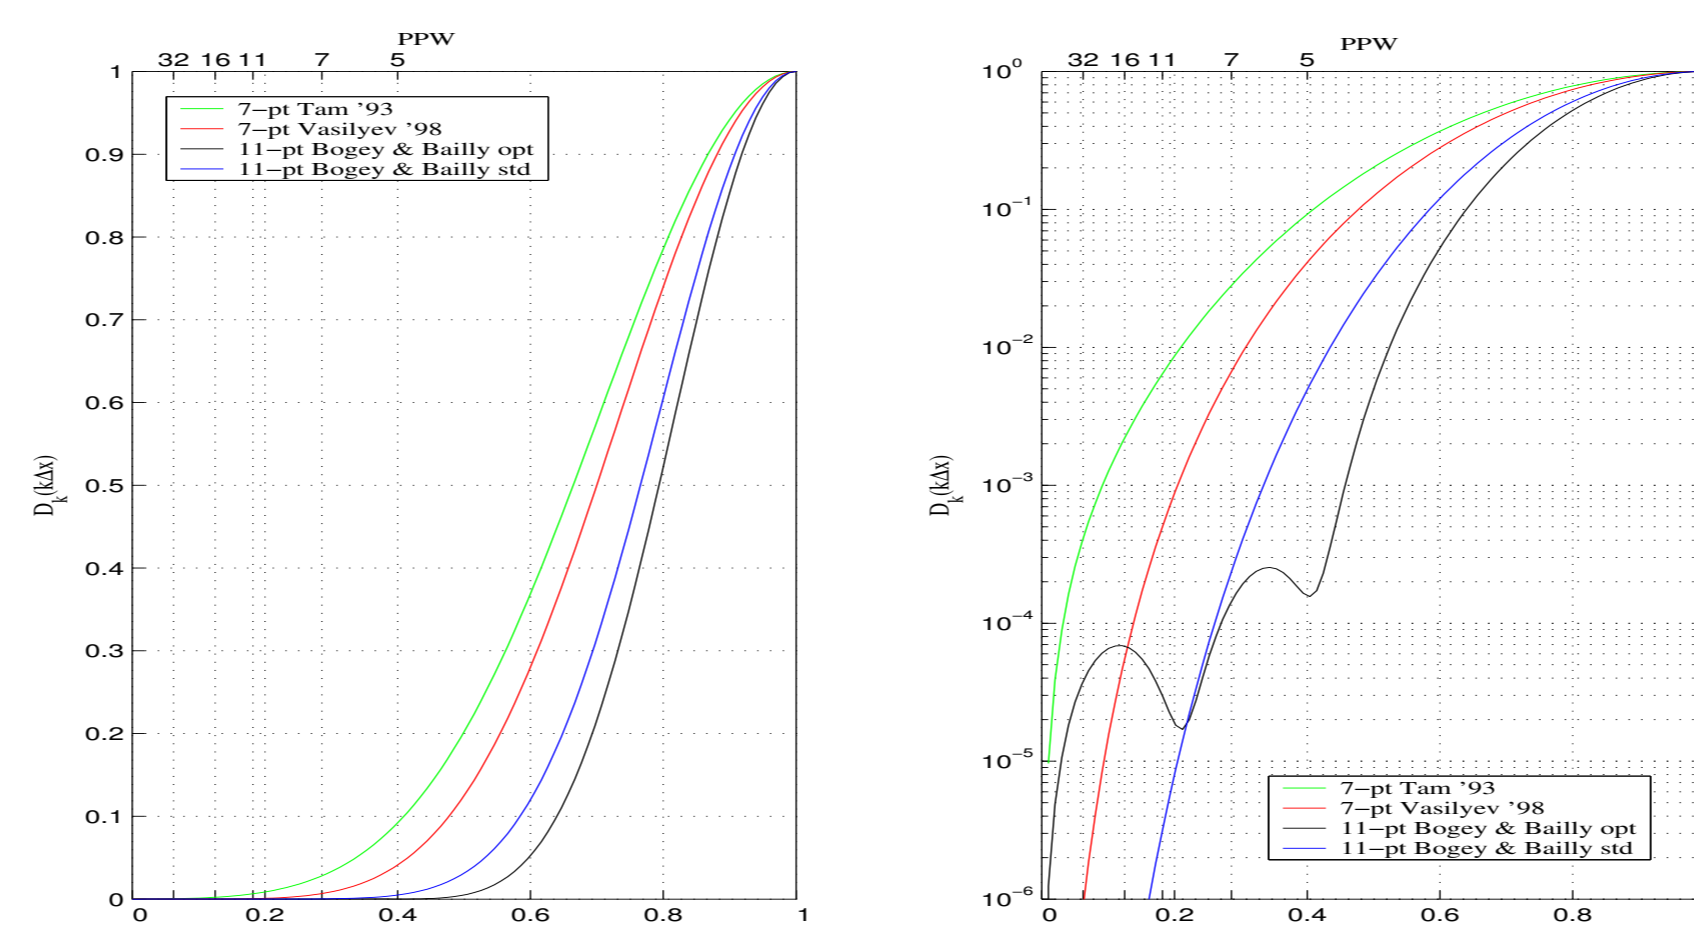 PPW
32 16 11 7 5
1
0.9
0.8
0.7
0.6
0.5
0.4
0.3
0.2
0.1
0
7−pt Tam ’93
7−pt Vasilyev ’98
11−pt Bogey & Bailly opt
11−pt Bogey & Bailly std
D_k(kΔx)
0 0.2 0.4 0.6 0.8 1
PPW
32 16 11 7 5
10^0
10^−1
10^−2
10^−3
10^−4
10^−5
10^−6
D_k(kΔx)
7−pt Tam ’93
7−pt Vasilyev ’98
11−pt Bogey & Bailly opt
11−pt Bogey & Bailly std
0 0.2 0.4 0.6 0.8